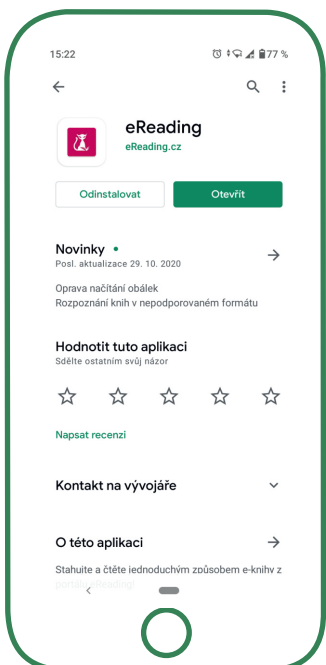 15:22 77 %
eReading
eReading.cz
Odinstalovat Otevřít
Novinky •
Posl. aktualizace 29. 10. 2020
Oprava načítání obálek
Rozpoznání knih v nepodporovaném formátu
Hodnotit tuto aplikaci
Sdělte ostatním svůj názor
Napsat recenzi
Kontakt na vývojáře
O této aplikaci
Stahujte a čtěte jednoduchým způsobem e-knihy z
portálu eReading!